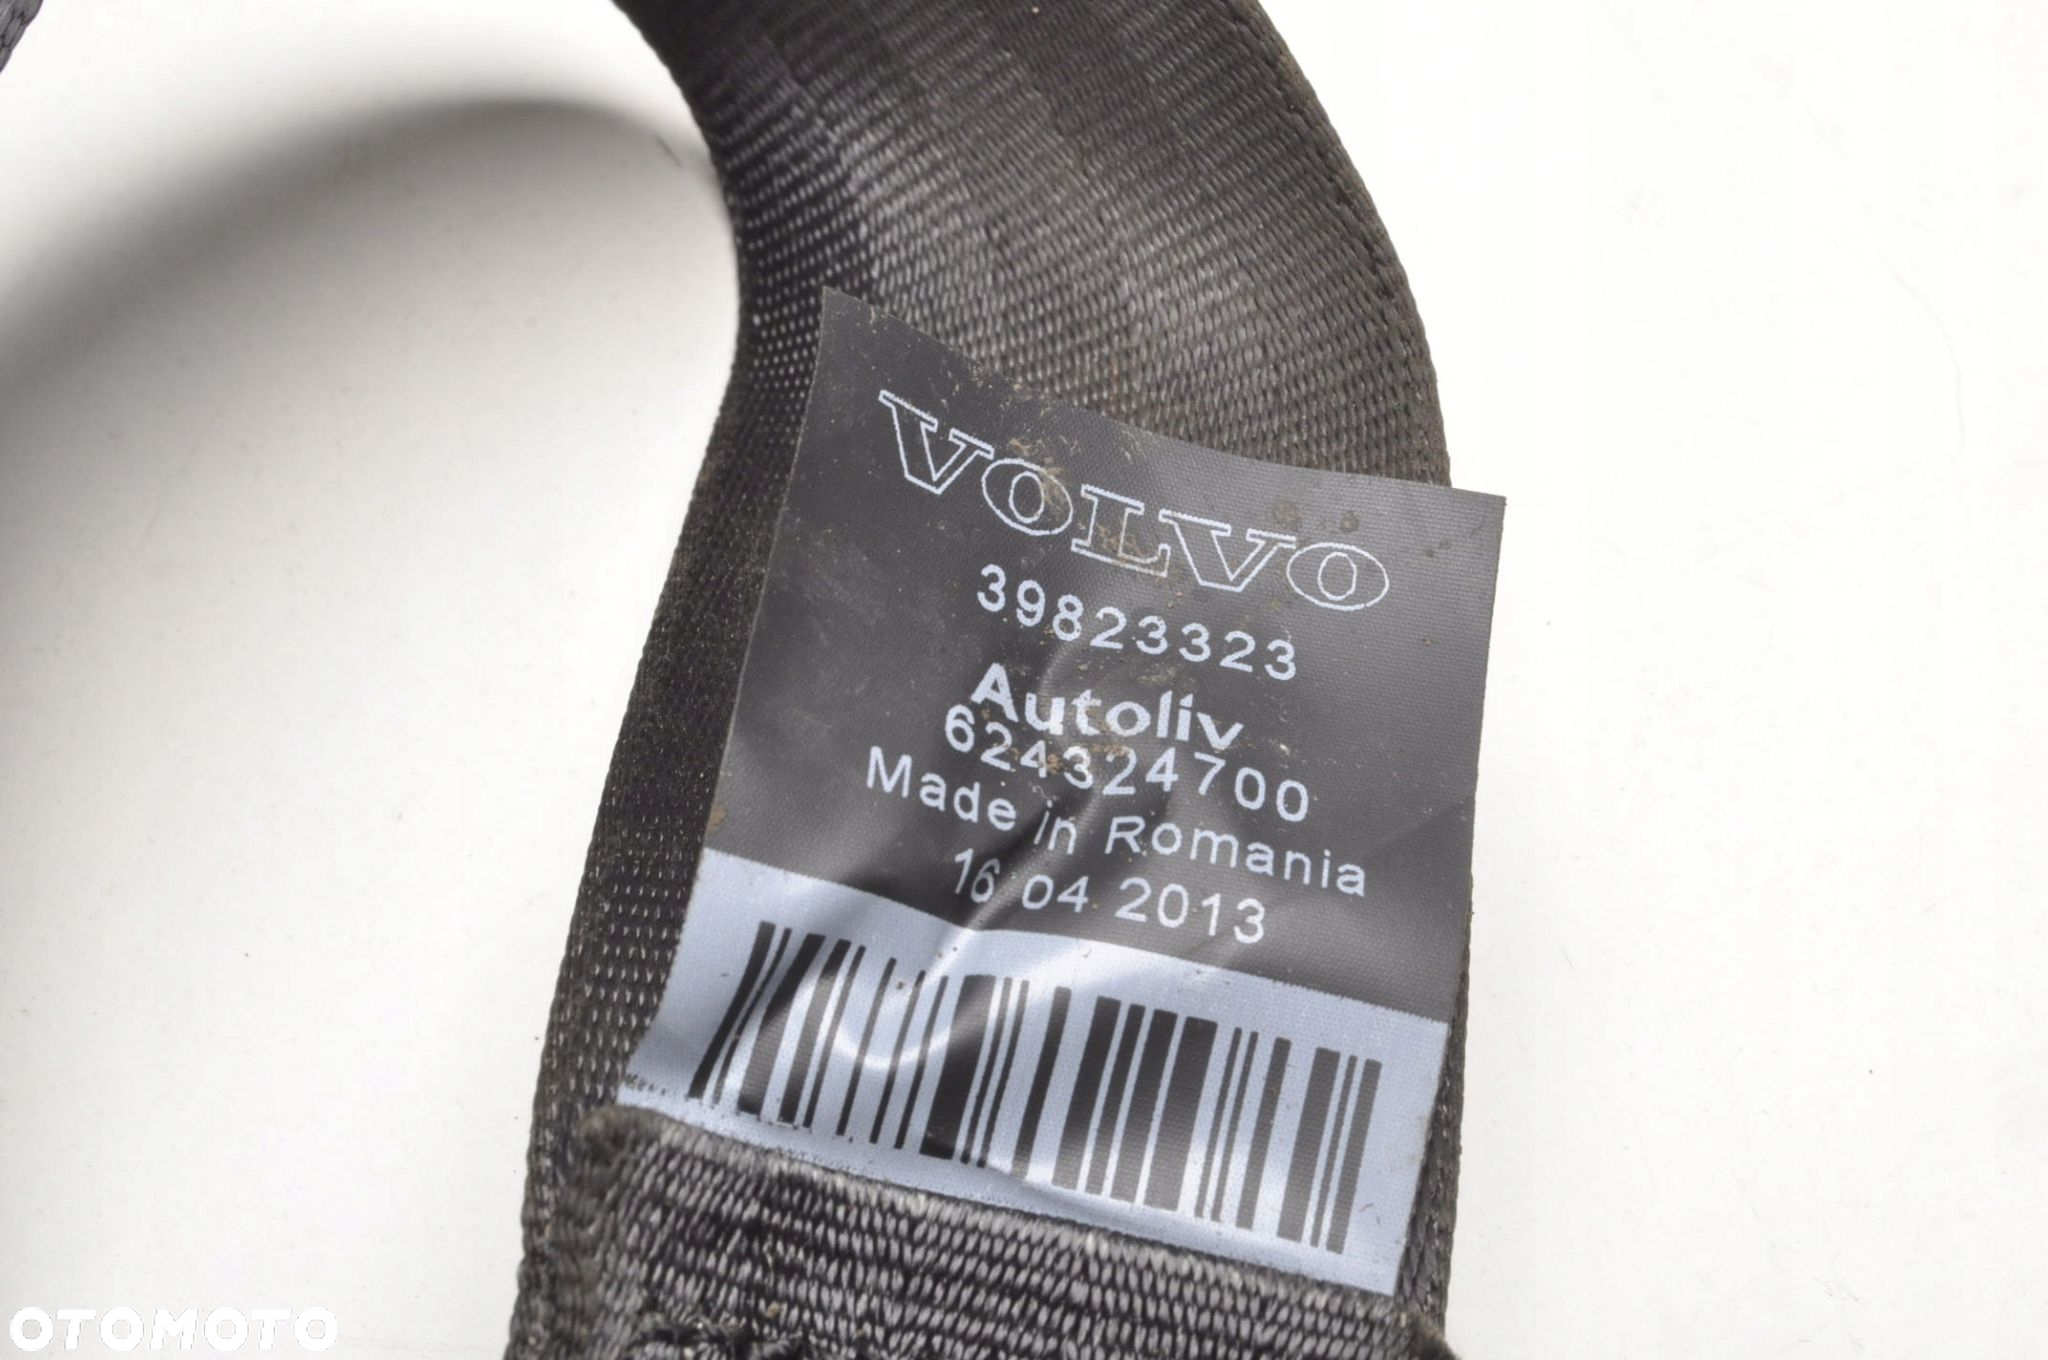 VOLVO
39823323
Autoliv
624324700
Made in Romania
16 04 2013
OTOMOTO